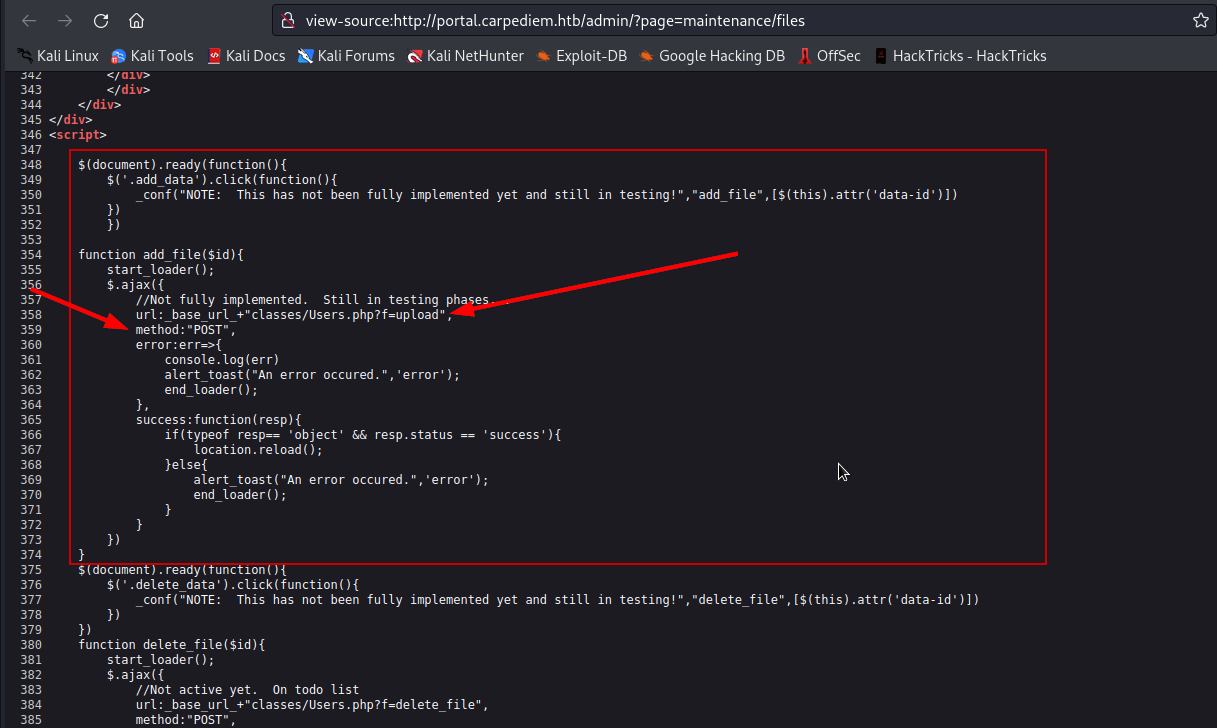 view-source:http://portal.carpediem.htb/admin/?page=maintenance/files
Kali Linux Kali Tools Kali Docs Kali Forums Kali NetHunter Exploit-DB Google Hacking DB OffSec HackTricks - HackTricks
342 </div>
343 </div>
344 </div>
345 </div>
346 <script>
347
348 $(document).ready(function(){
349 $('.add_data').click(function(){
350 _conf("NOTE:  This has not been fully implemented yet and still in testing!","add_file",[$(this).attr('data-id')])
351 })
352 })
353
354 function add_file($id){
355 start_loader();
356 $.ajax({
357 //Not fully implemented.  Still in testing phases...
358 url:_base_url_+"classes/Users.php?f=upload",
359 method:"POST",
360 error:err=>{
361 console.log(err)
362 alert_toast("An error occured.",'error');
363 end_loader();
364 },
365 success:function(resp){
366 if(typeof resp== 'object' && resp.status == 'success'){
367 location.reload();
368 }else{
369 alert_toast("An error occured.",'error');
370 end_loader();
371 }
372 }
373 })
374 }
375 $(document).ready(function(){
376 $('.delete_data').click(function(){
377 _conf("NOTE:  This has not been fully implemented yet and still in testing!","delete_file",[$(this).attr('data-id')])
378 })
379 })
380 function delete_file($id){
381 start_loader();
382 $.ajax({
383 //Not active yet.  On todo list
384 url:_base_url_+"classes/Users.php?f=delete_file",
385 method:"POST",